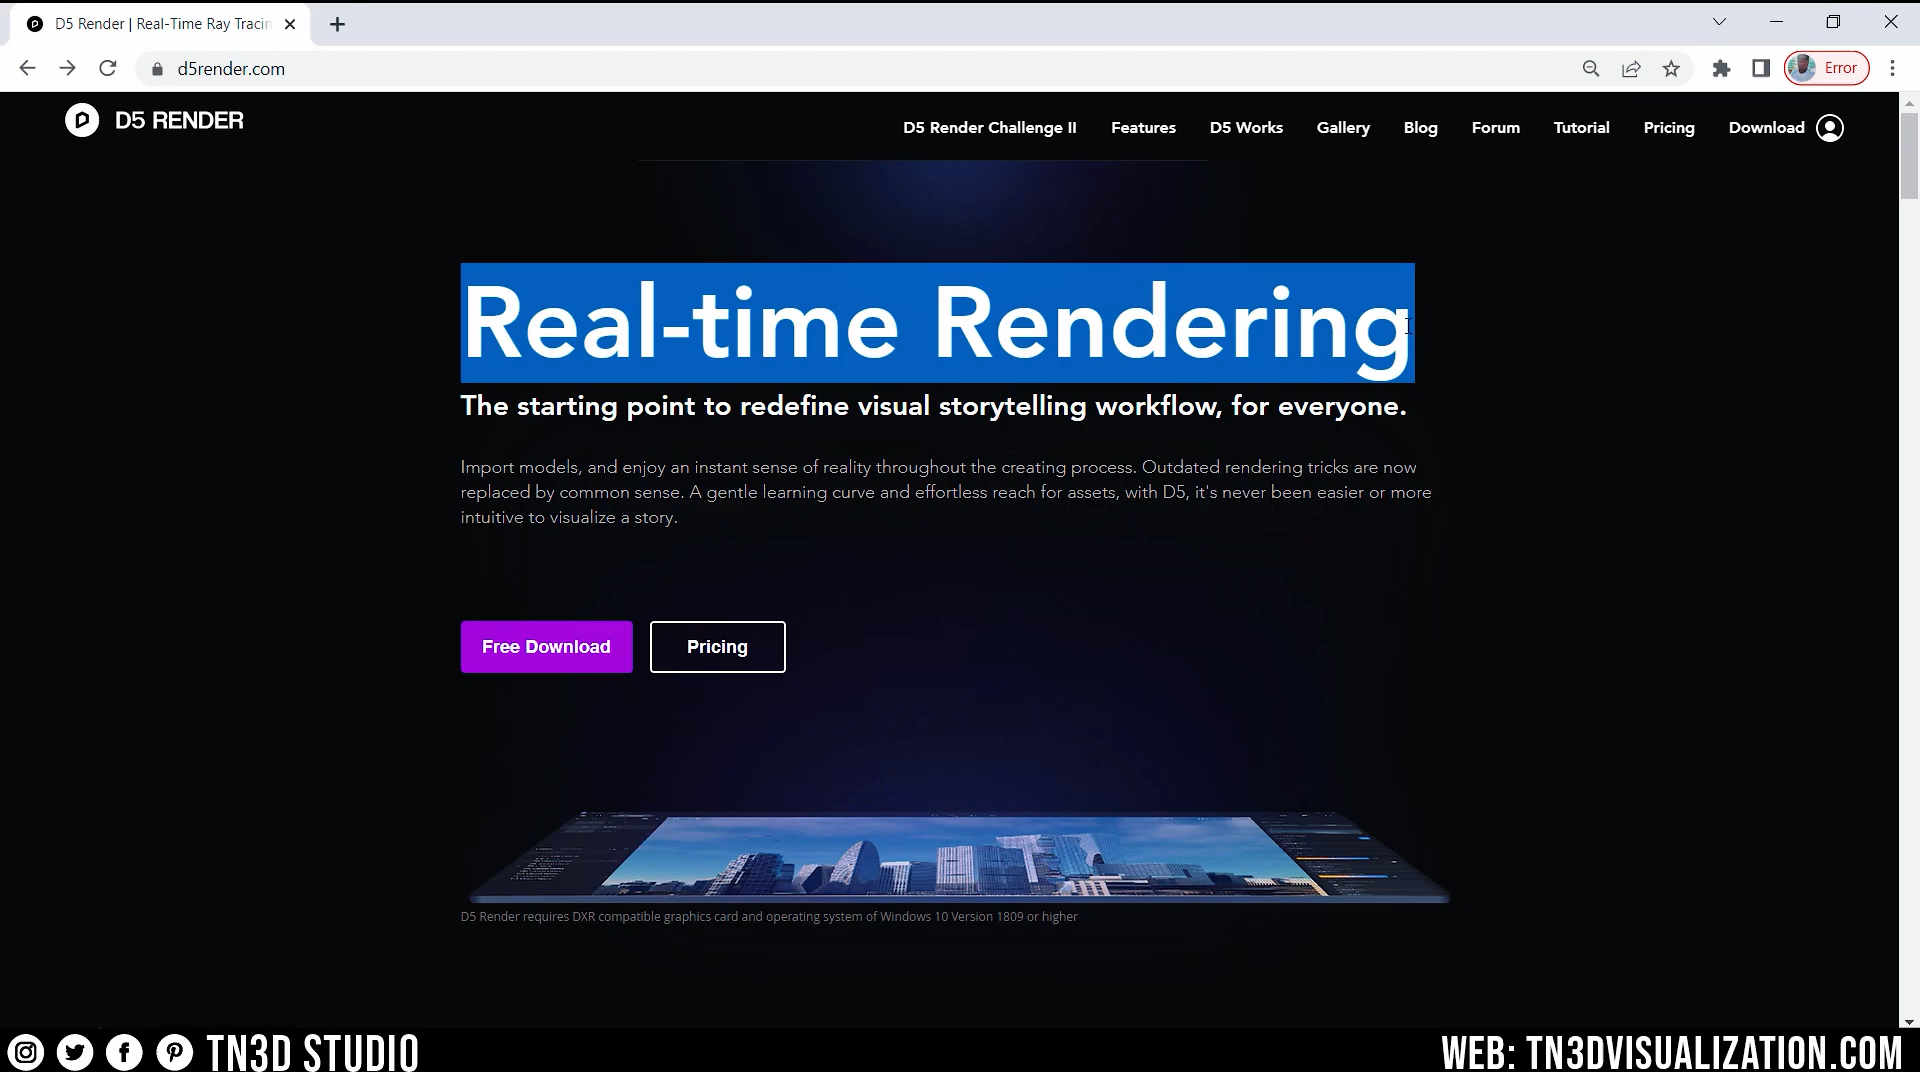 D5 Render | Real-Time Ray Tracin
d5render.com
Error
D5 RENDER
D5 Render Challenge II
Features
D5 Works
Gallery
Blog
Forum
Tutorial
Pricing
Download
Real-time Rendering
The starting point to redefine visual storytelling workflow, for everyone.
Import models, and enjoy an instant sense of reality throughout the creating process. Outdated rendering tricks are now
replaced by common sense. A gentle learning curve and effortless reach for assets, with D5, it's never been easier or more
intuitive to visualize a story.
Free Download
Pricing
D5 Render requires DXR compatible graphics card and operating system of Windows 10 Version 1809 or higher
TN3D STUDIO
WEB: TN3DVISUALIZATION.COM